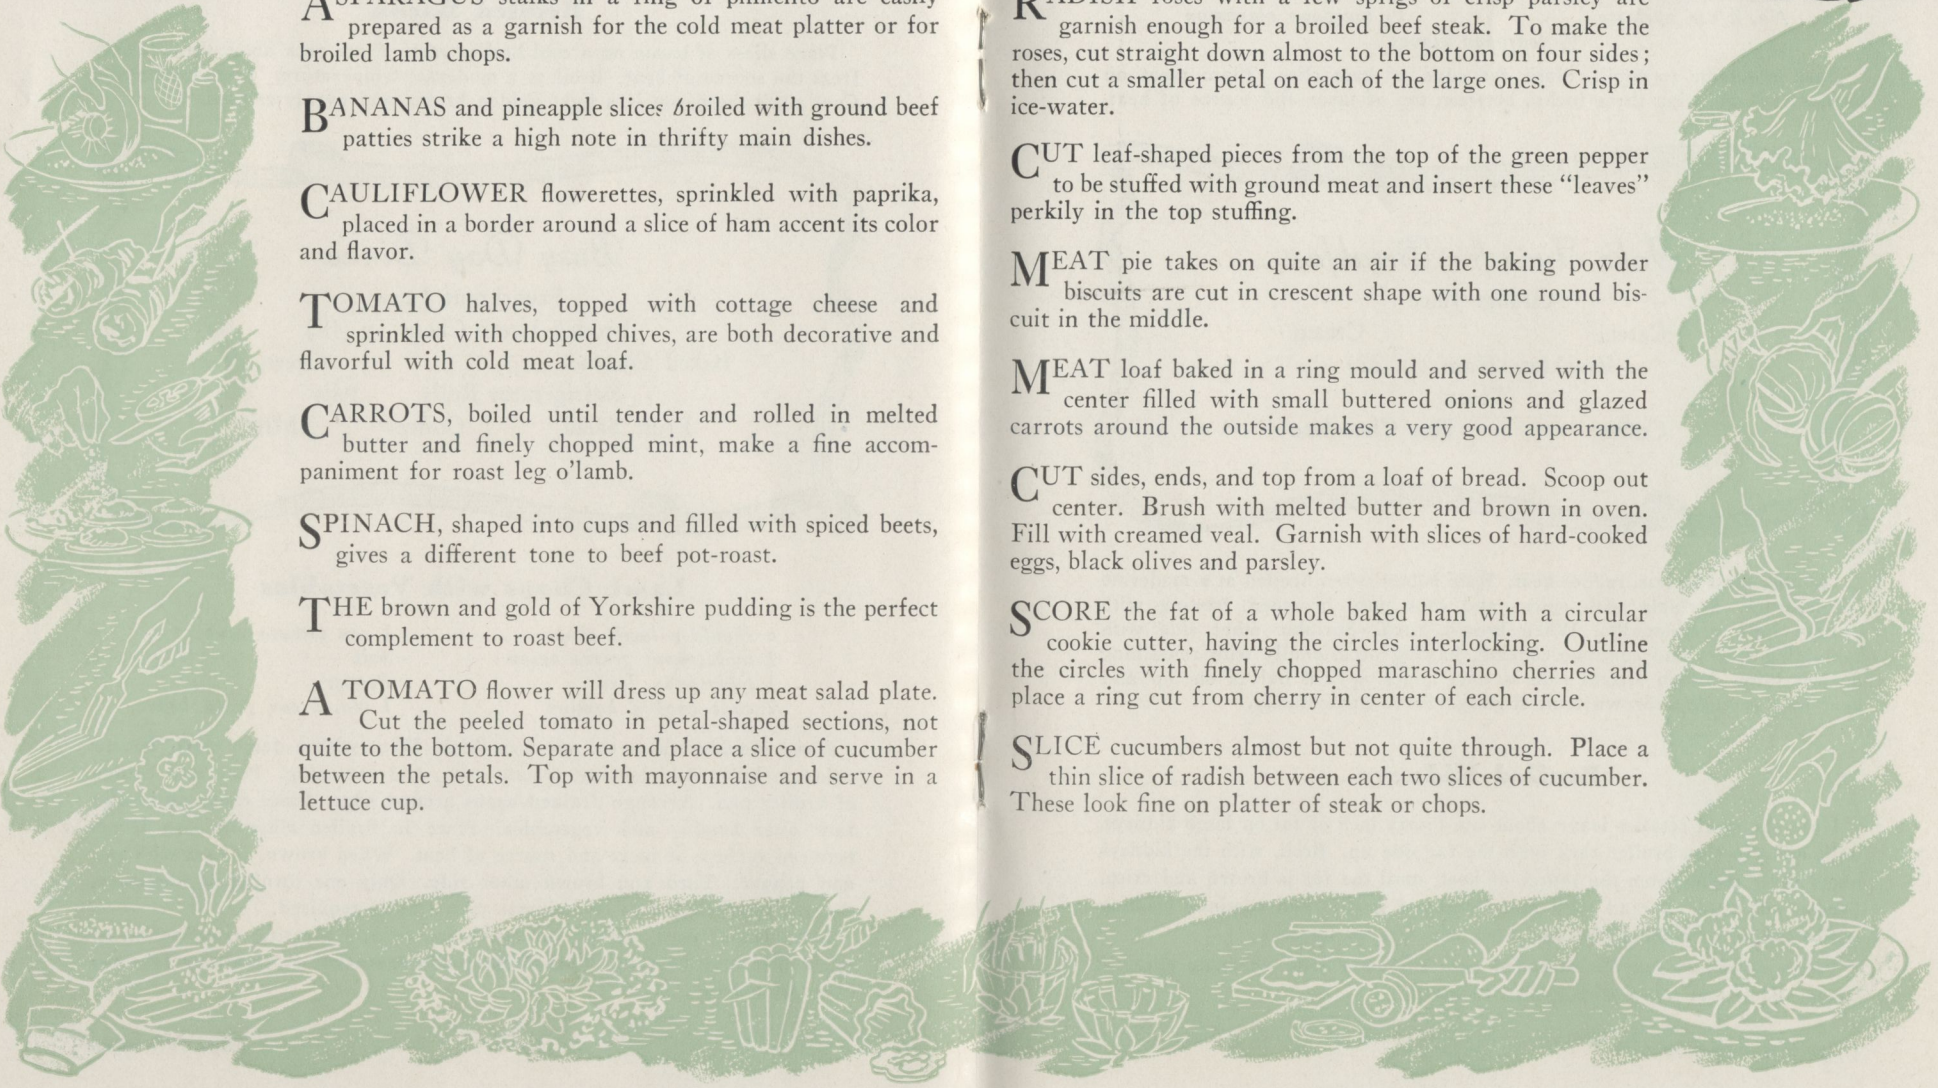 ASPARAGUS stalks in a ring of pimiento are easily
prepared as a garnish for the cold meat platter or for
broiled lamb chops.
BANANAS and pineapple slices broiled with ground beef
patties strike a high note in thrifty main dishes.
CAULIFLOWER flowerettes, sprinkled with paprika,
placed in a border around a slice of ham accent its color
and flavor.
TOMATO halves, topped with cottage cheese and
sprinkled with chopped chives, are both decorative and
flavorful with cold meat loaf.
CARROTS, boiled until tender and rolled in melted
butter and finely chopped mint, make a fine accom-
paniment for roast leg o'lamb.
SPINACH, shaped into cups and filled with spiced beets,
gives a different tone to beef pot-roast.
THE brown and gold of Yorkshire pudding is the perfect
complement to roast beef.
A TOMATO flower will dress up any meat salad plate.
Cut the peeled tomato in petal-shaped sections, not
quite to the bottom. Separate and place a slice of cucumber
between the petals. Top with mayonnaise and serve in a
lettuce cup.
RADISH roses with a few sprigs of crisp parsley are
garnish enough for a broiled beef steak. To make the
roses, cut straight down almost to the bottom on four sides;
then cut a smaller petal on each of the large ones. Crisp in
ice-water.
CUT leaf-shaped pieces from the top of the green pepper
to be stuffed with ground meat and insert these “leaves”
perkily in the top stuffing.
MEAT pie takes on quite an air if the baking powder
biscuits are cut in crescent shape with one round bis-
cuit in the middle.
MEAT loaf baked in a ring mould and served with the
center filled with small buttered onions and glazed
carrots around the outside makes a very good appearance.
CUT sides, ends, and top from a loaf of bread. Scoop out
center. Brush with melted butter and brown in oven.
Fill with creamed veal. Garnish with slices of hard-cooked
eggs, black olives and parsley.
SCORE the fat of a whole baked ham with a circular
cookie cutter, having the circles interlocking. Outline
the circles with finely chopped maraschino cherries and
place a ring cut from cherry in center of each circle.
SLICE cucumbers almost but not quite through. Place a
thin slice of radish between each two slices of cucumber.
These look fine on platter of steak or chops.